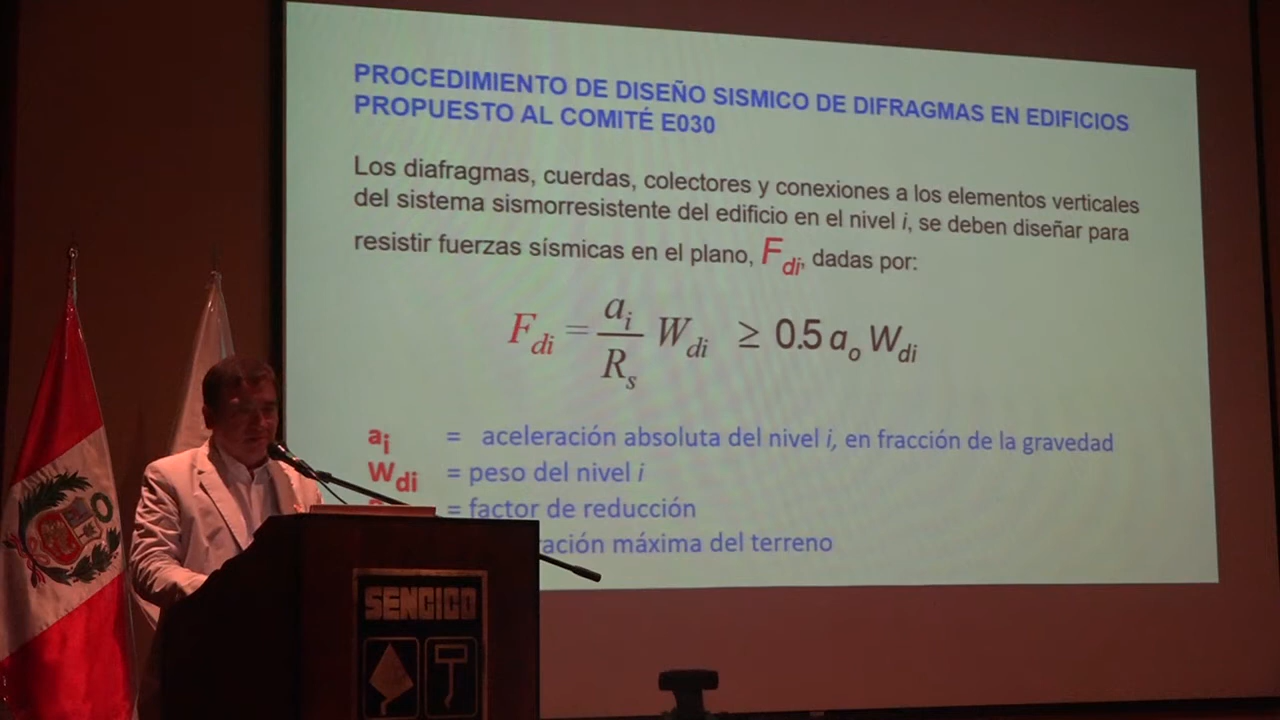 PROCEDIMIENTO DE DISEÑO SISMICO DE DIFRAGMAS EN EDIFICIOS
PROPUESTO AL COMITÉ E030
Los diafragmas, cuerdas, colectores y conexiones a los elementos verticales
del sistema sismorresistente del edificio en el nivel i, se deben diseñar para
resistir fuerzas sísmicas en el plano, Fdi, dadas por:
Fdi = ai / Rs Wdi ≥ 0.5 ao Wdi
ai = aceleración absoluta del nivel i, en fracción de la gravedad
Wdi = peso del nivel i
= factor de reducción
ación máxima del terreno
SENCICO